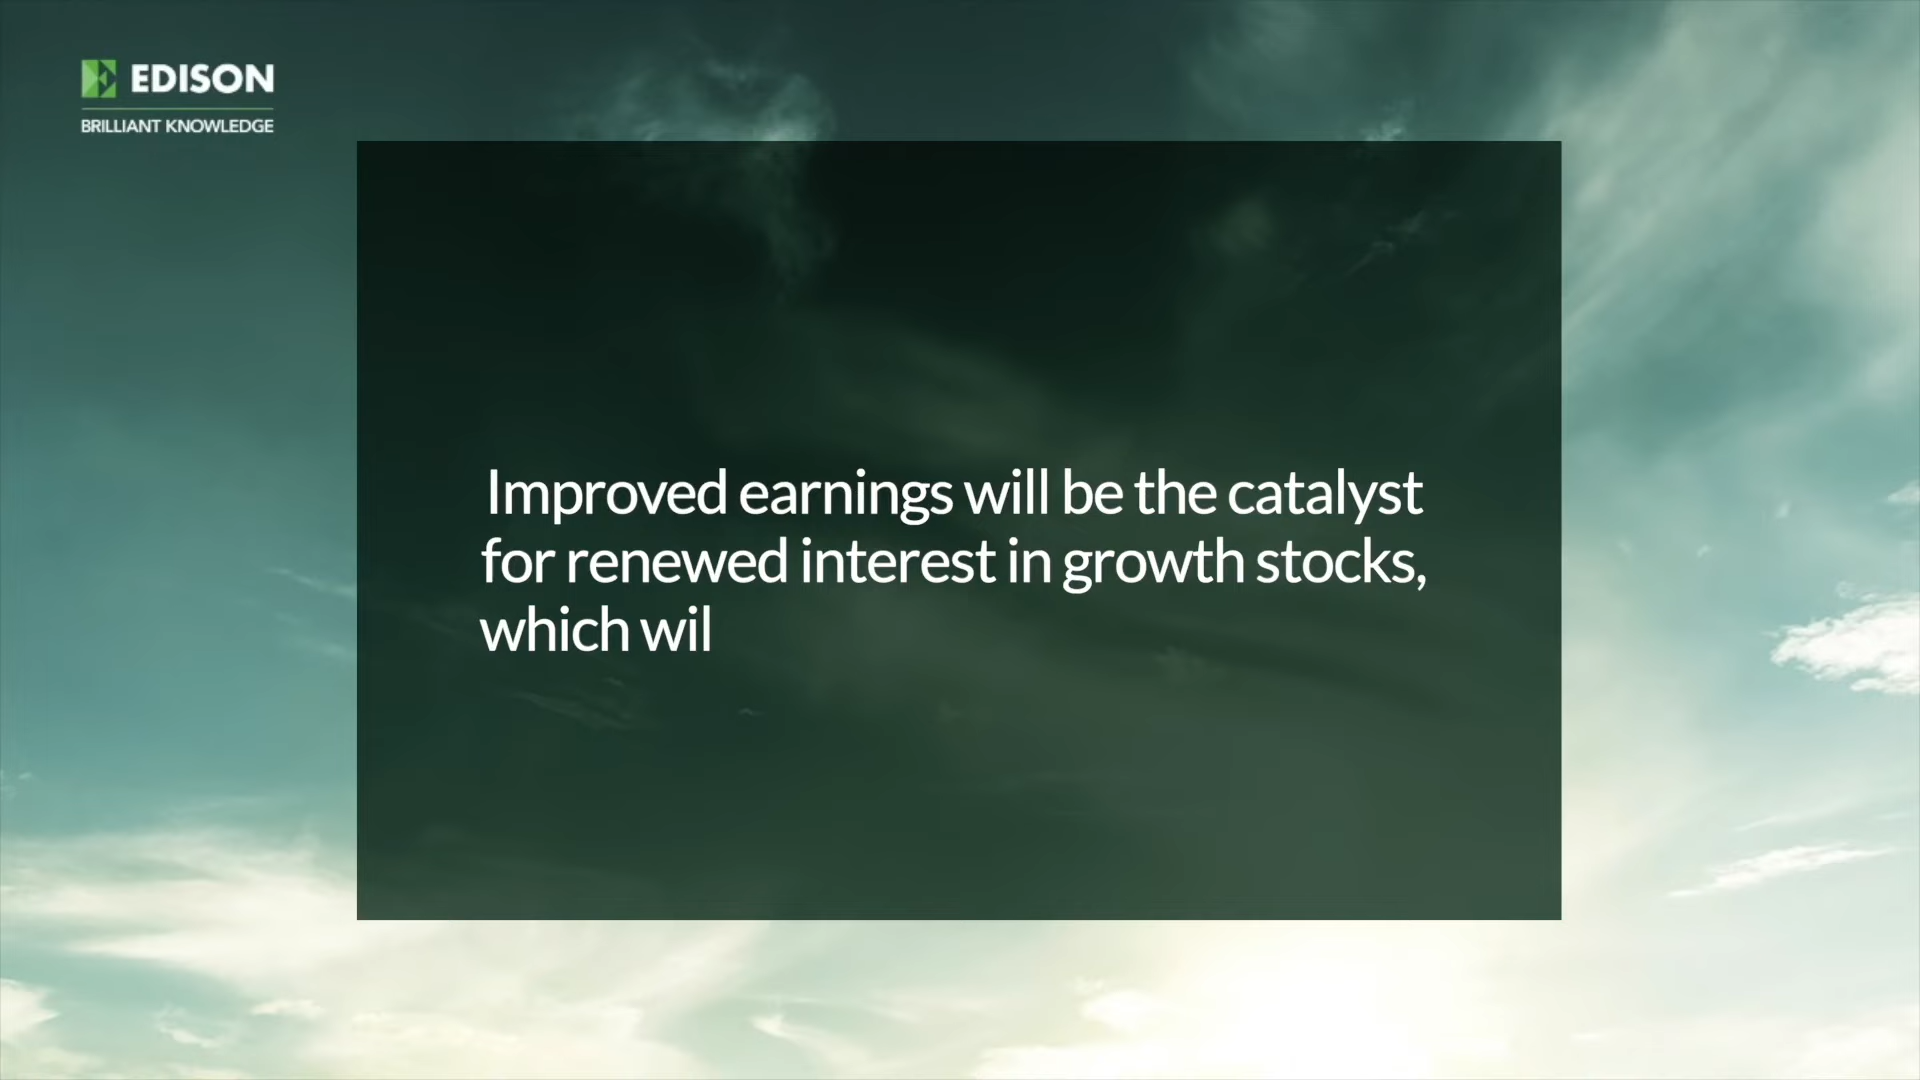 EDISON
BRILLIANT KNOWLEDGE
Improved earnings will be the catalyst
for renewed interest in growth stocks,
which wil